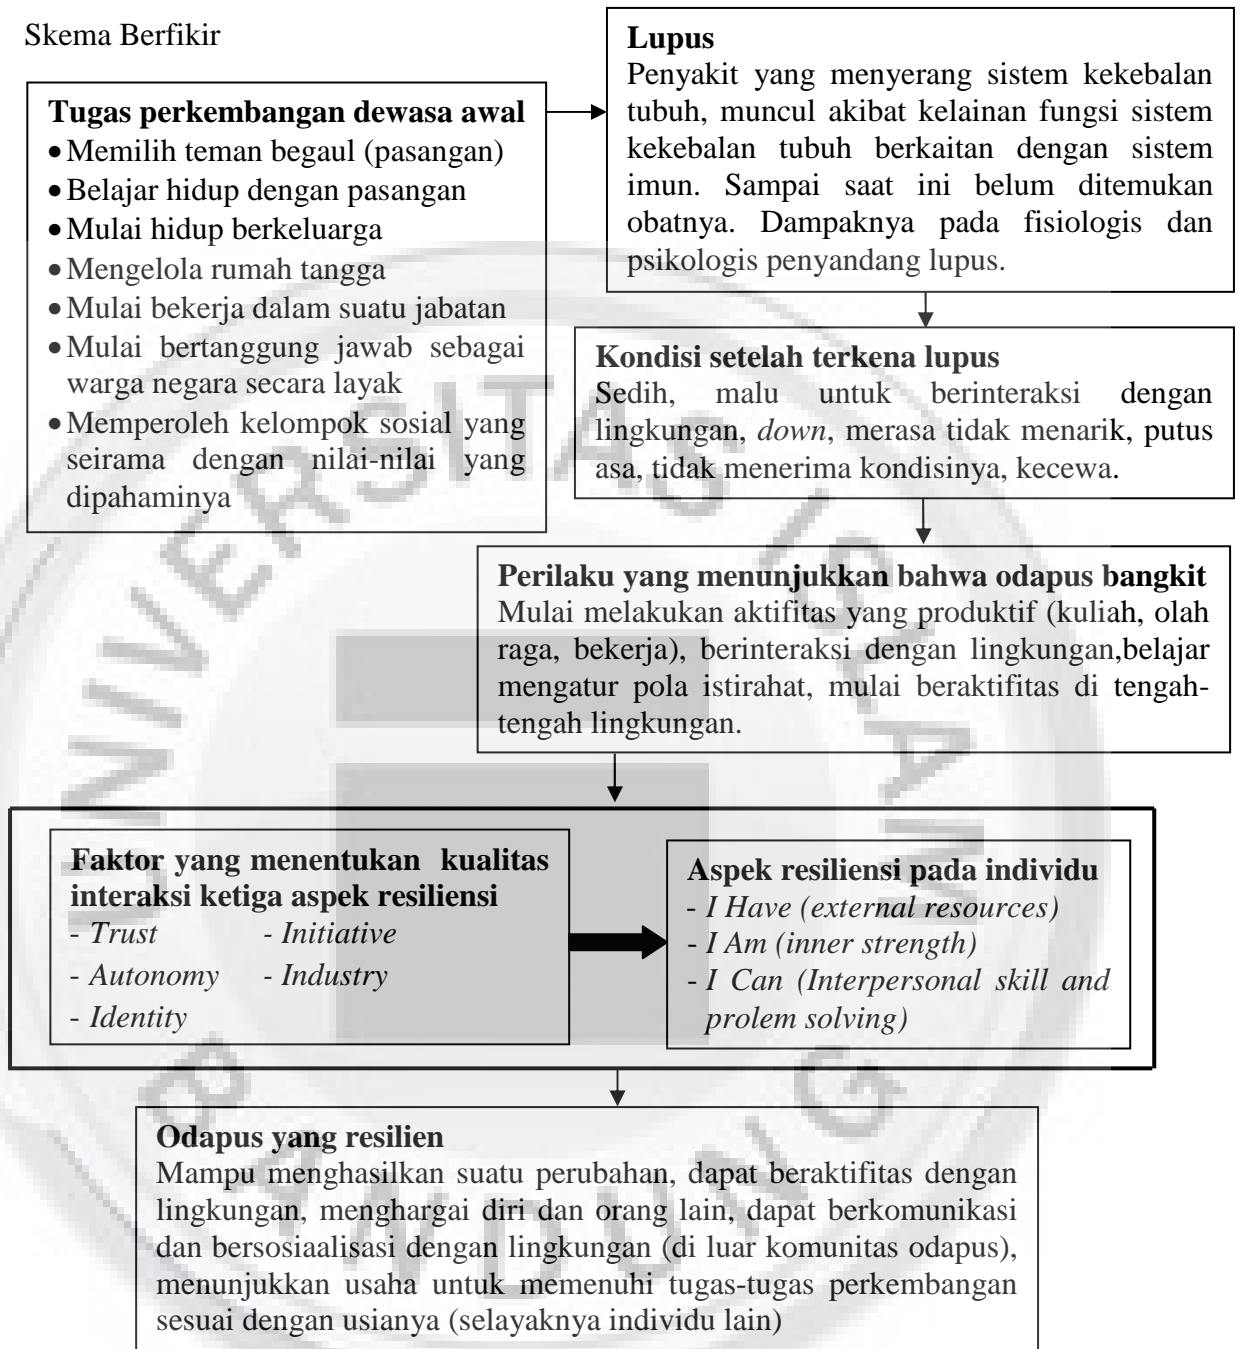 Skema Berfikir
Tugas perkembangan dewasa awal
• Memilih teman begaul (pasangan)
• Belajar hidup dengan pasangan
• Mulai hidup berkeluarga
• Mengelola rumah tangga
• Mulai bekerja dalam suatu jabatan
• Mulai bertanggung jawab sebagai
warga negara secara layak
• Memperoleh kelompok sosial yang
seirama dengan nilai-nilai yang
dipahaminya
Lupus
Penyakit yang menyerang sistem kekebalan
tubuh, muncul akibat kelainan fungsi sistem
kekebalan tubuh berkaitan dengan sistem
imun. Sampai saat ini belum ditemukan
obatnya. Dampaknya pada fisiologis dan
psikologis penyandang lupus.
Kondisi setelah terkena lupus
Sedih, malu untuk berinteraksi dengan
lingkungan, down, merasa tidak menarik, putus
asa, tidak menerima kondisinya, kecewa.
Perilaku yang menunjukkan bahwa odapus bangkit
Mulai melakukan aktifitas yang produktif (kuliah, olah
raga, bekerja), berinteraksi dengan lingkungan,belajar
mengatur pola istirahat, mulai beraktifitas di tengah-
tengah lingkungan.
Faktor yang menentukan kualitas
interaksi ketiga aspek resiliensi
- Trust - Initiative
- Autonomy - Industry
- Identity
Aspek resiliensi pada individu
- I Have (external resources)
- I Am (inner strength)
- I Can (Interpersonal skill and
prolem solving)
Odapus yang resilien
Mampu menghasilkan suatu perubahan, dapat beraktifitas dengan
lingkungan, menghargai diri dan orang lain, dapat berkomunikasi
dan bersosiaalisasi dengan lingkungan (di luar komunitas odapus),
menunjukkan usaha untuk memenuhi tugas-tugas perkembangan
sesuai dengan usianya (selayaknya individu lain)
UNIVERSITAS ISLAM
BANDUNG